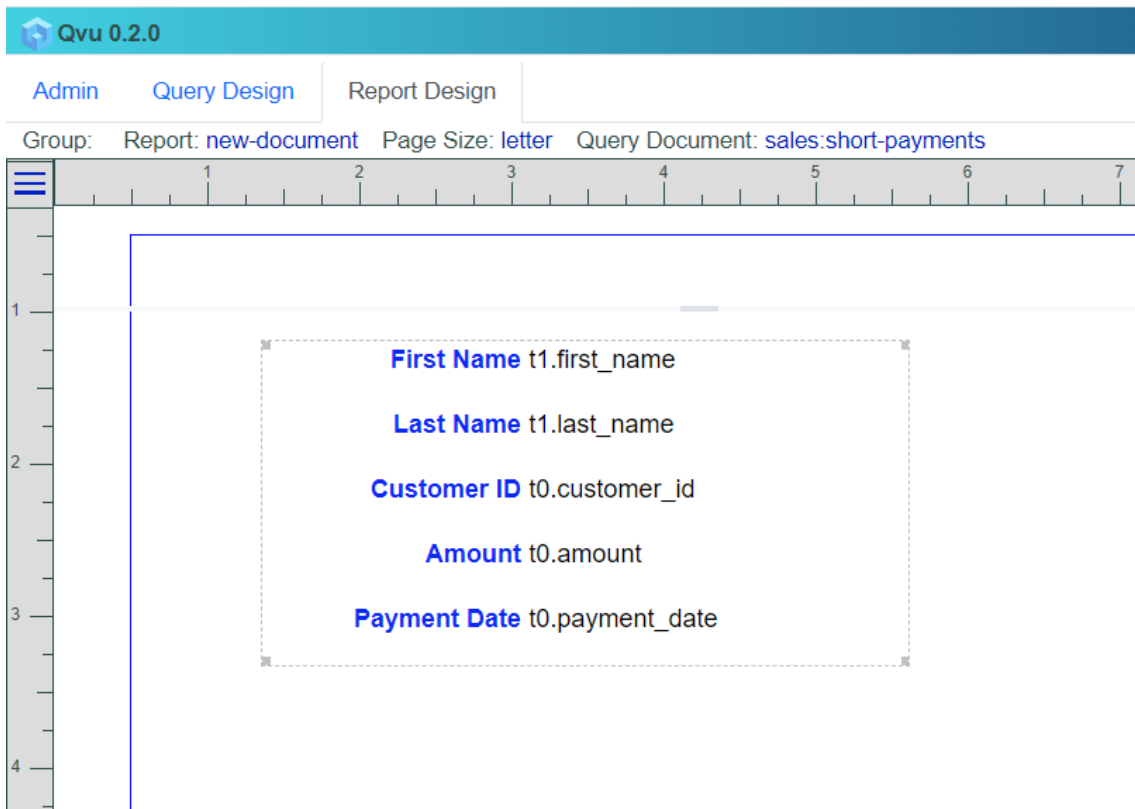 Qvu 0.2.0
Admin Query Design Report Design
Group: Report: new-document Page Size: letter Query Document: sales:short-payments
1 2 3 4 5 6 7
1
First Name t1.first_name
Last Name t1.last_name
2
Customer ID t0.customer_id
Amount t0.amount
3
Payment Date t0.payment_date
4